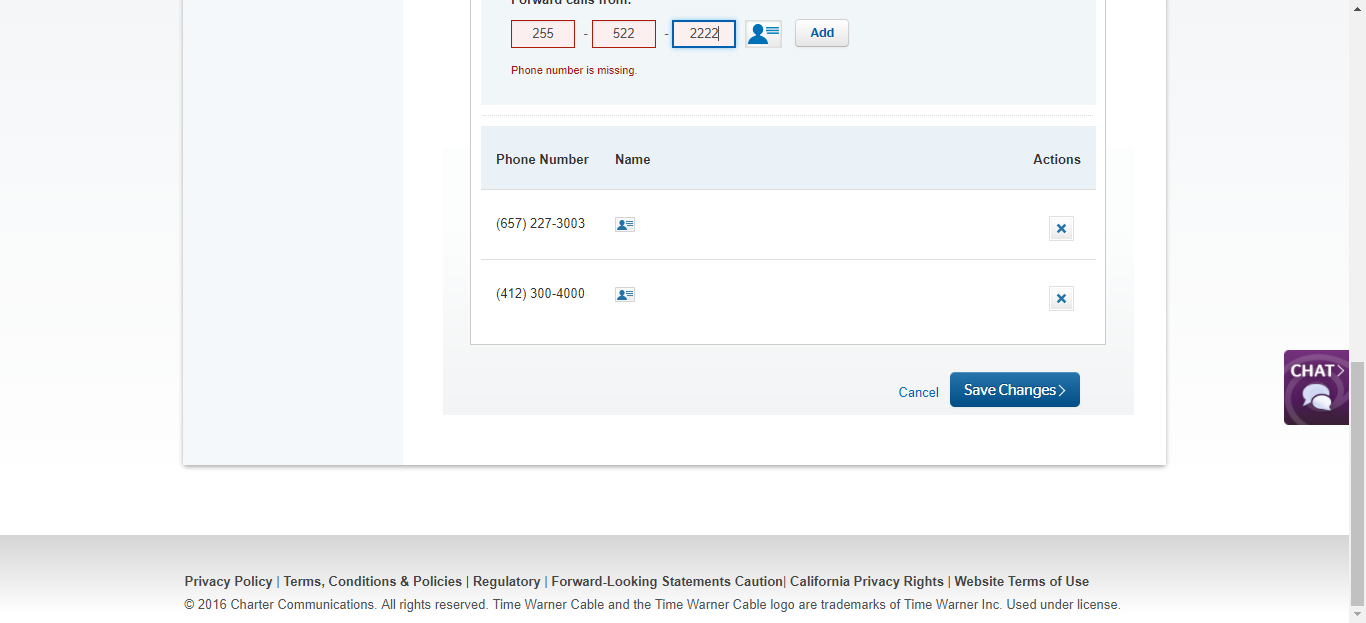 Forward calls from:
255 - 522 - 2222 Add
Phone number is missing.
Phone Number Name Actions
(657) 227-3003
(412) 300-4000
CHAT
Cancel Save Changes
Privacy Policy | Terms, Conditions & Policies | Regulatory | Forward-Looking Statements Caution| California Privacy Rights | Website Terms of Use
© 2016 Charter Communications. All rights reserved. Time Warner Cable and the Time Warner Cable logo are trademarks of Time Warner Inc. Used under license.